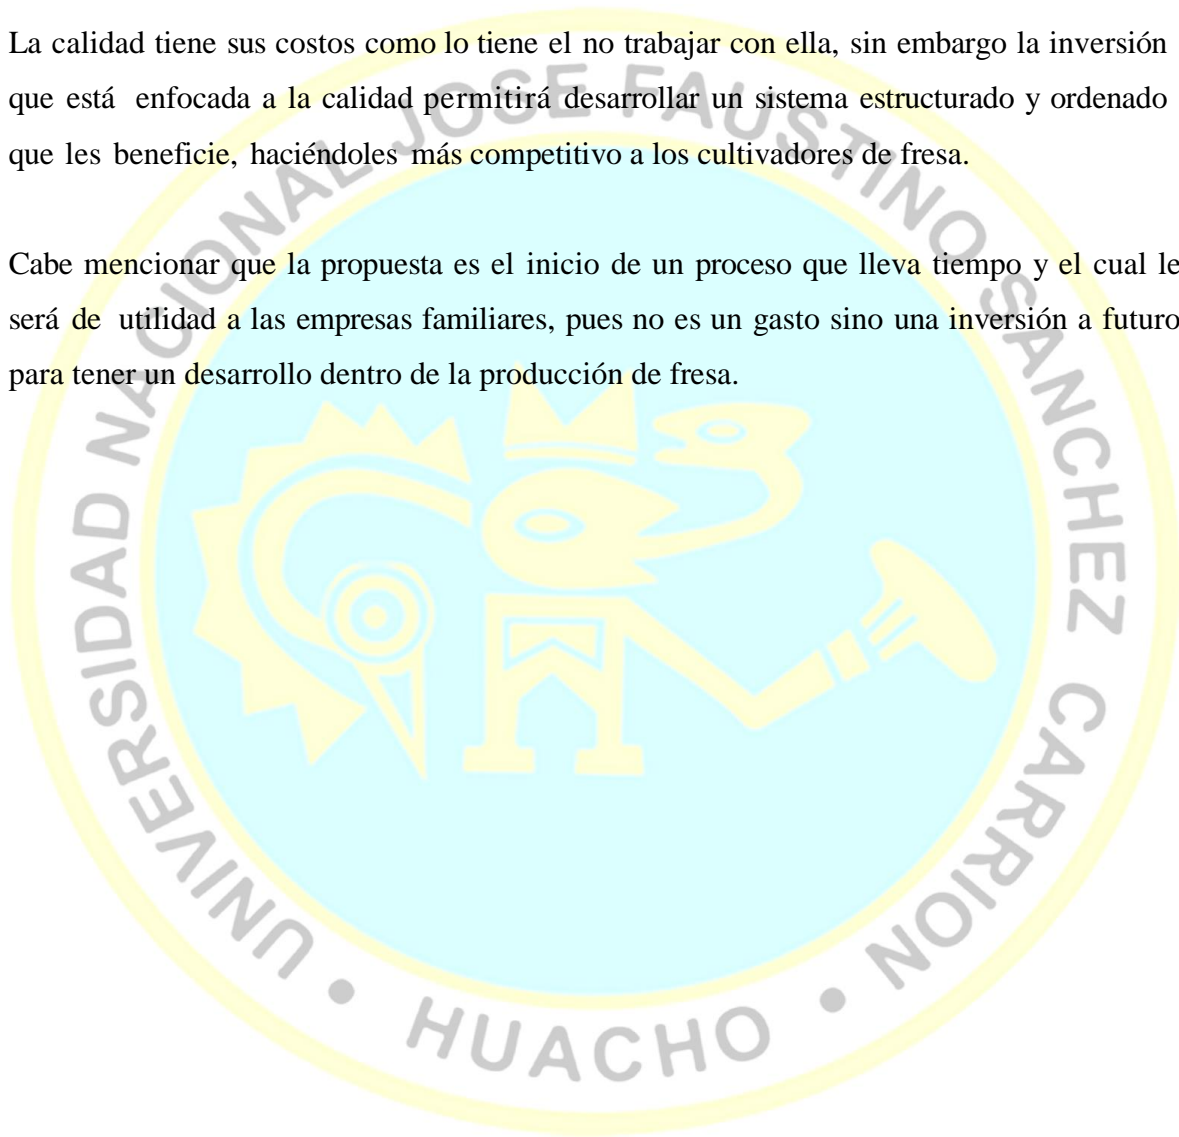 La calidad tiene sus costos como lo tiene el no trabajar con ella, sin embargo la inversión
que está enfocada a la calidad permitirá desarrollar un sistema estructurado y ordenado
que les beneficie, haciéndoles más competitivo a los cultivadores de fresa.
Cabe mencionar que la propuesta es el inicio de un proceso que lleva tiempo y el cual le
será de utilidad a las empresas familiares, pues no es un gasto sino una inversión a futuro
para tener un desarrollo dentro de la producción de fresa.
UNIVERSIDAD NACIONAL JOSE FAUSTINO SANCHEZ CARRION
• HUACHO •